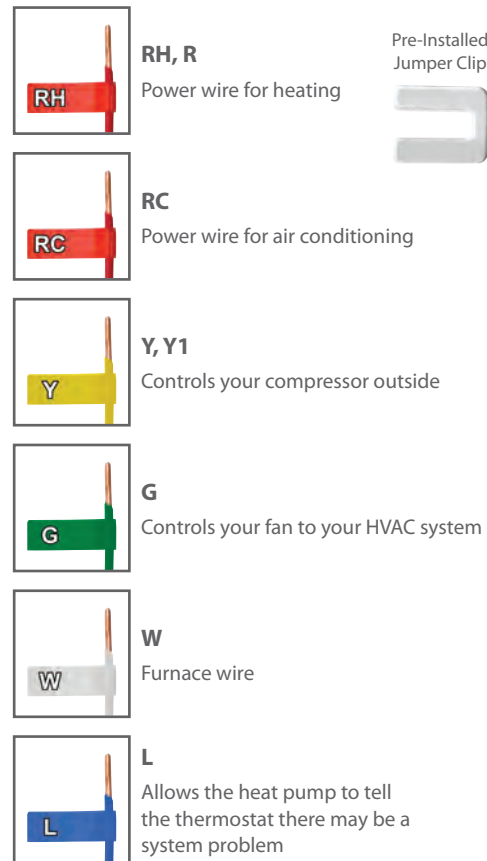 RH, R
Power wire for heating
Pre-Installed
Jumper Clip
RH
RC
Power wire for air conditioning
RC
Y, Y1
Controls your compressor outside
Y
G
Controls your fan to your HVAC system
G
W
Furnace wire
W
L
Allows the heat pump to tell
the thermostat there may be a
system problem
L